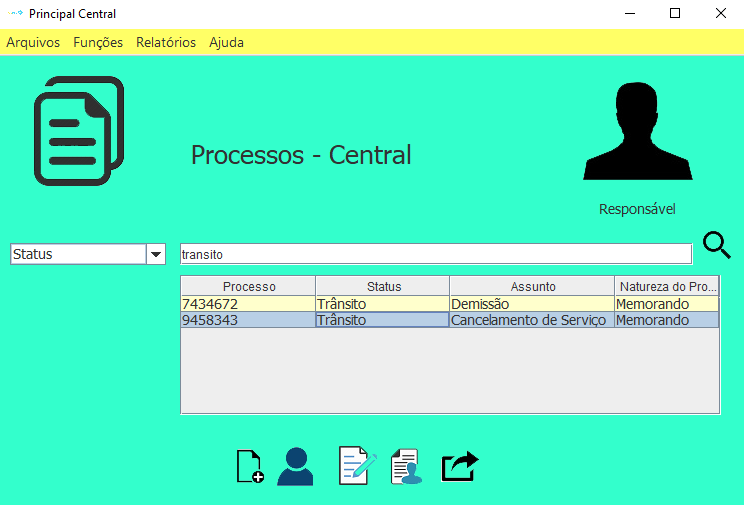 Principal Central
Arquivos Funções Relatórios Ajuda
Processos - Central
Responsável
Status transito
Processo Status Assunto Natureza do Pro...
7434672 Trânsito Demissão Memorando
9458343 Trânsito Cancelamento de Serviço Memorando